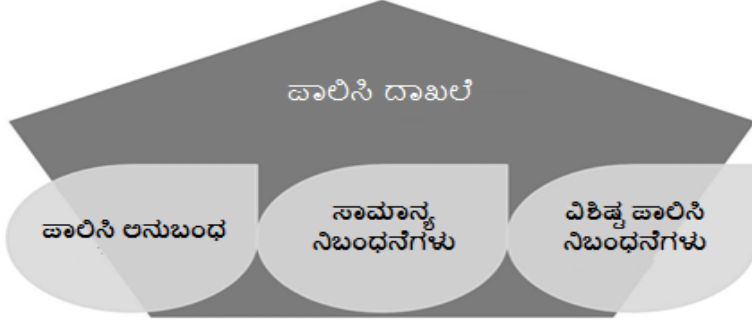 ಪಾಲಿಸಿ ದಾಖಲೆ
ಪಾಲಿಸಿ ಅನುಬಂಧ
ಸಾಮಾನ್ಯ
ನಿಬಂಧನೆಗಳು
ವಿಶಿಷ್ಟ ಪಾಲಿಸಿ
ನಿಬಂಧನೆಗಳು